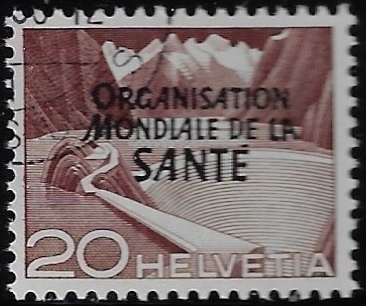 ORGANISATION
MONDIALE DE LA
SANTÉ
20 HELVETIA